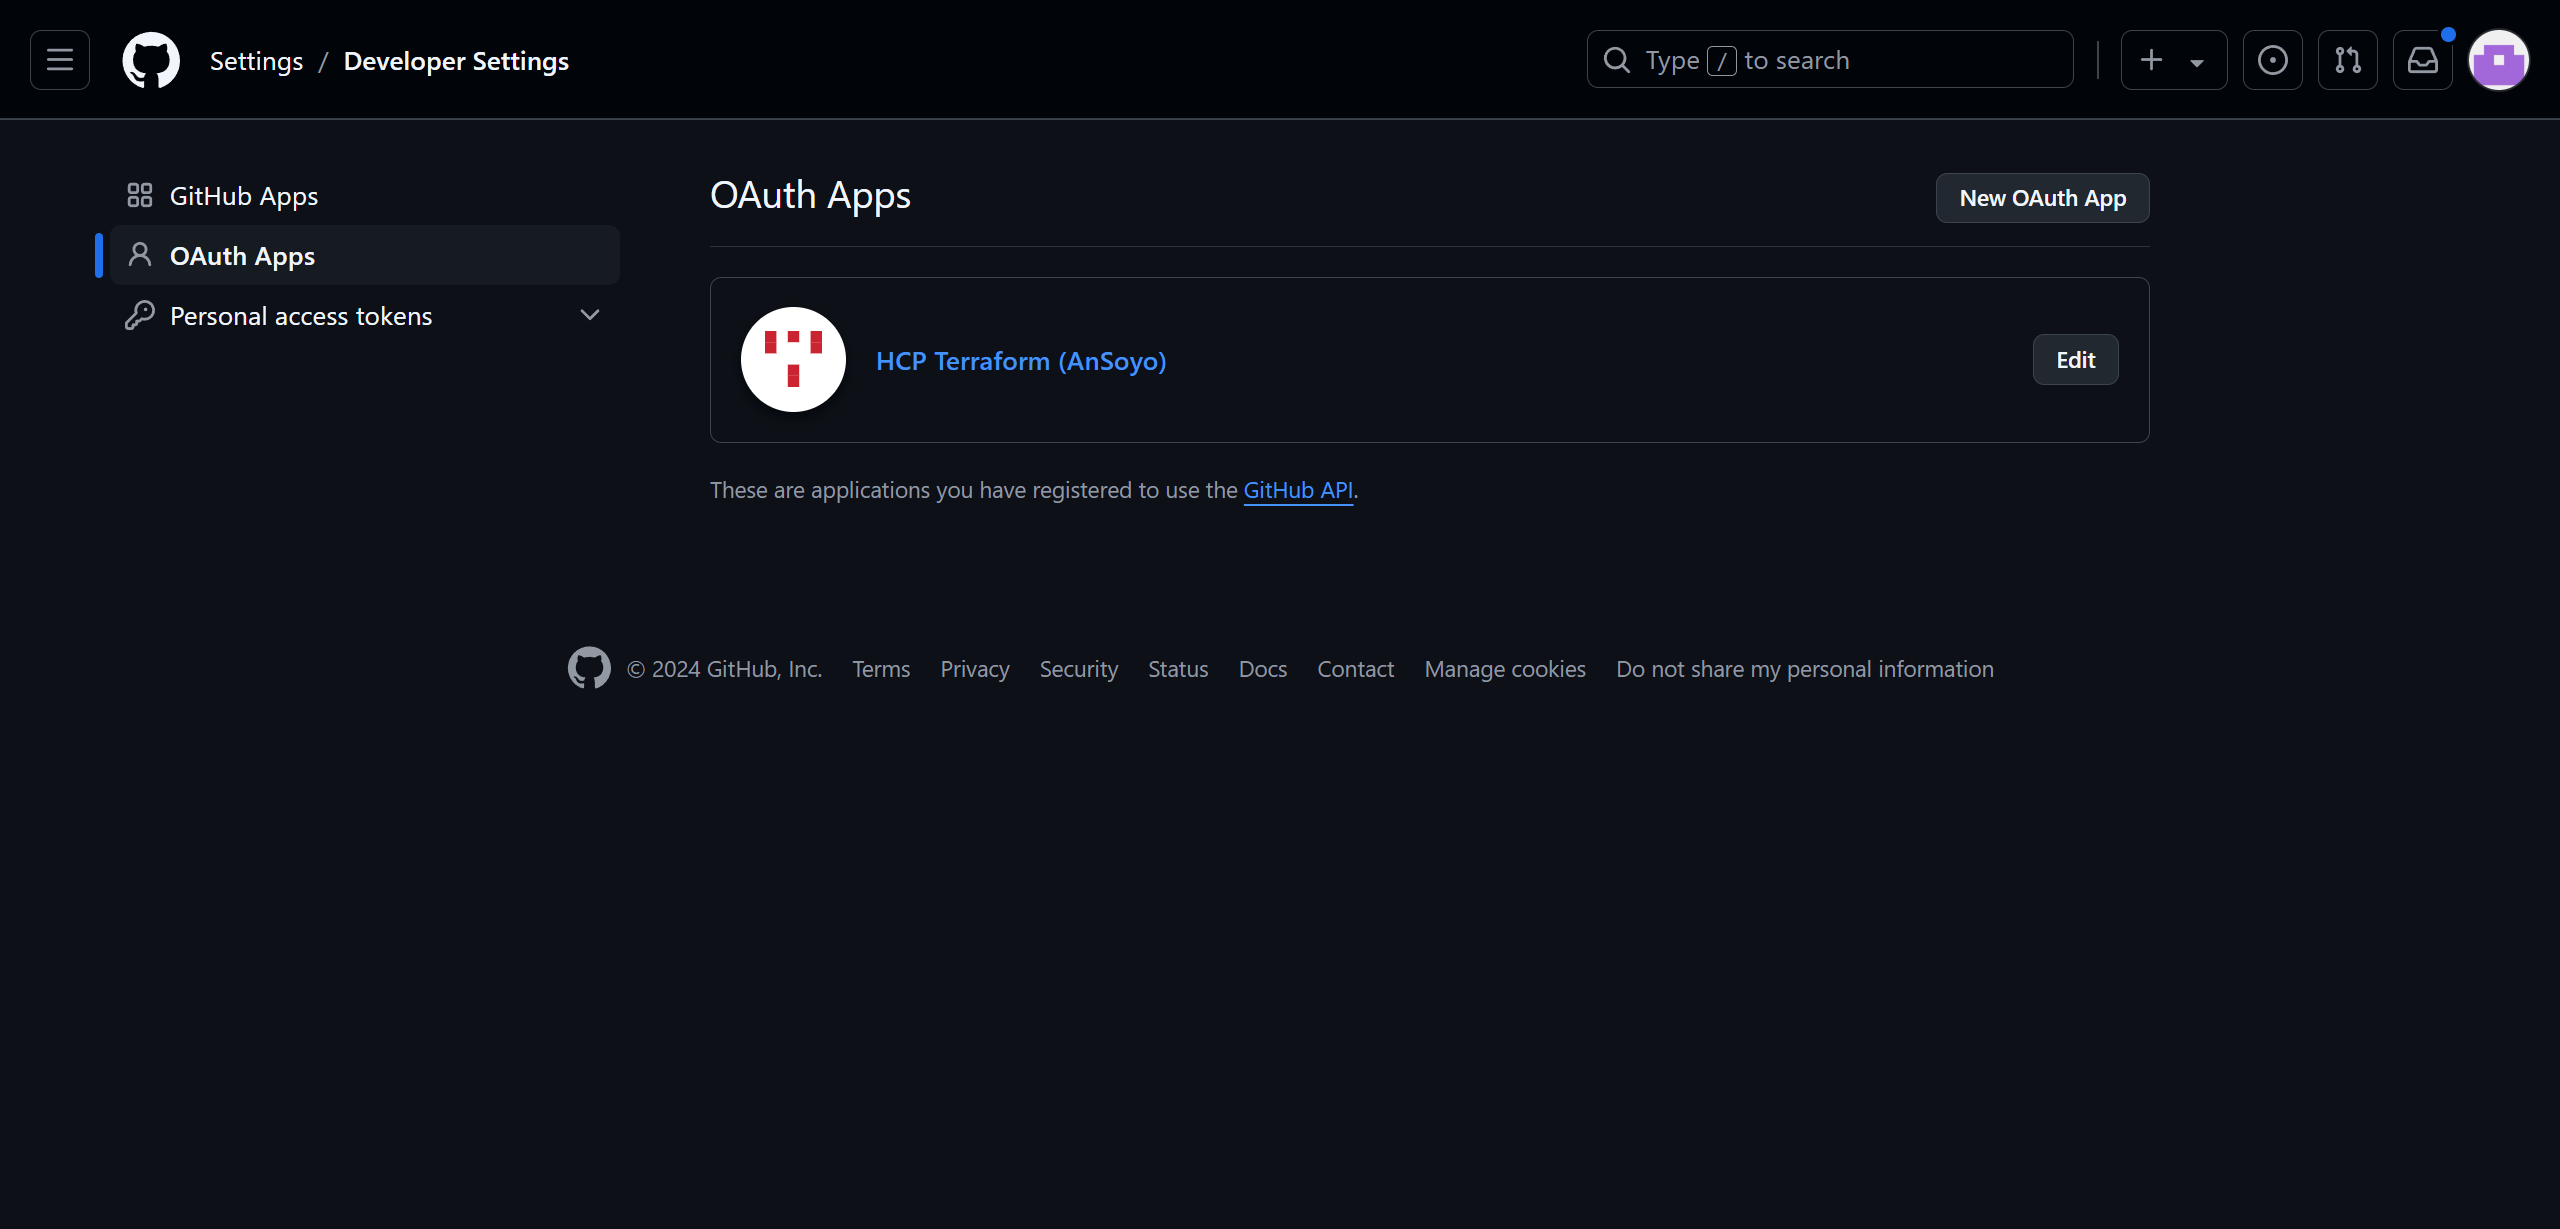 Settings / Developer Settings
Type / to search
GitHub Apps
OAuth Apps
Personal access tokens
OAuth Apps
New OAuth App
HCP Terraform (AnSoyo)
Edit
These are applications you have registered to use the GitHub API.
© 2024 GitHub, Inc. Terms Privacy Security Status Docs Contact Manage cookies Do not share my personal information